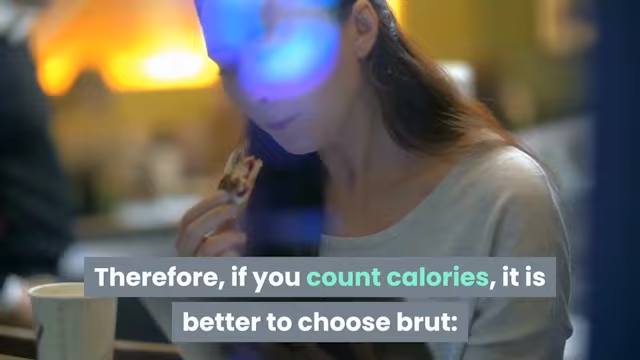 Therefore, if you count calories, it is
better to choose brut: